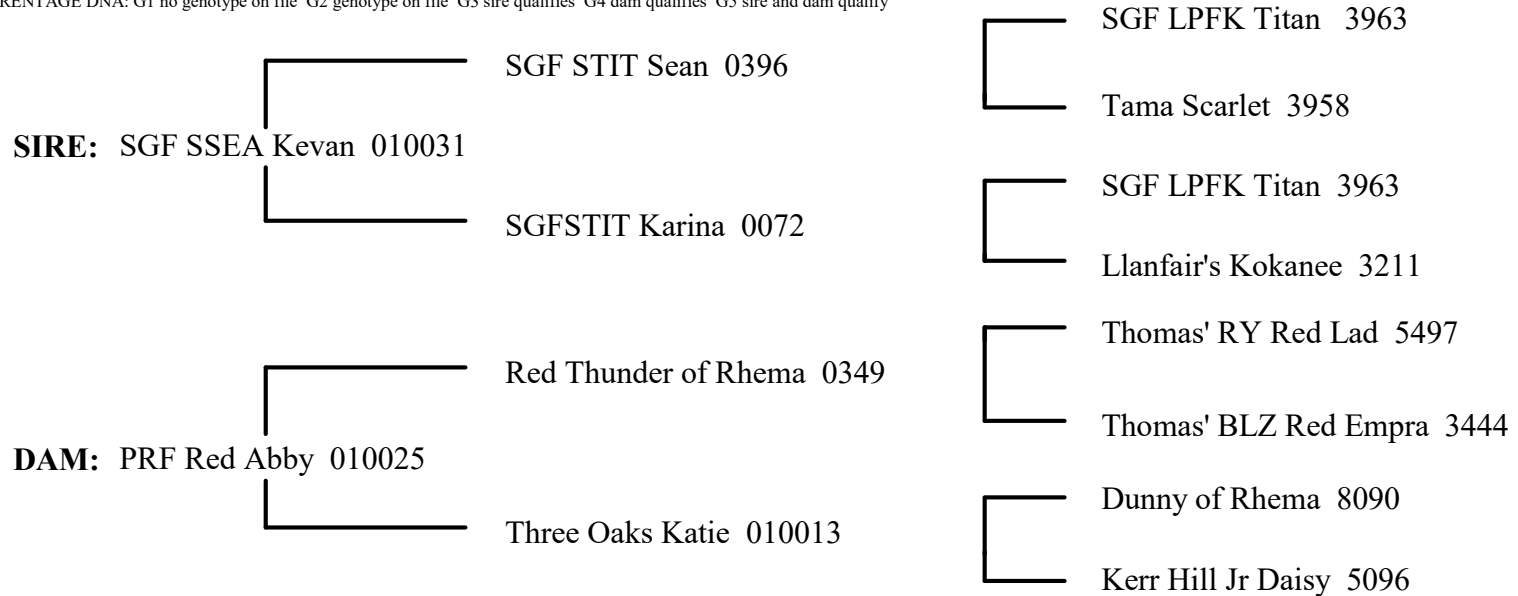 RENTAGE DNA: G1 no genotype on file G2 genotype on file G3 sire qualifies G4 dam qualifies G5 sire and dam qualify
SGF LPFK Titan 3963
SGF STIT Sean 0396
Tama Scarlet 3958
SIRE: SGF SSEA Kevan 010031
SGF LPFK Titan 3963
SGFSTIT Karina 0072
Llanfair's Kokanee 3211
Thomas' RY Red Lad 5497
Red Thunder of Rhema 0349
Thomas' BLZ Red Empra 3444
DAM: PRF Red Abby 010025
Dunny of Rhema 8090
Three Oaks Katie 010013
Kerr Hill Jr Daisy 5096